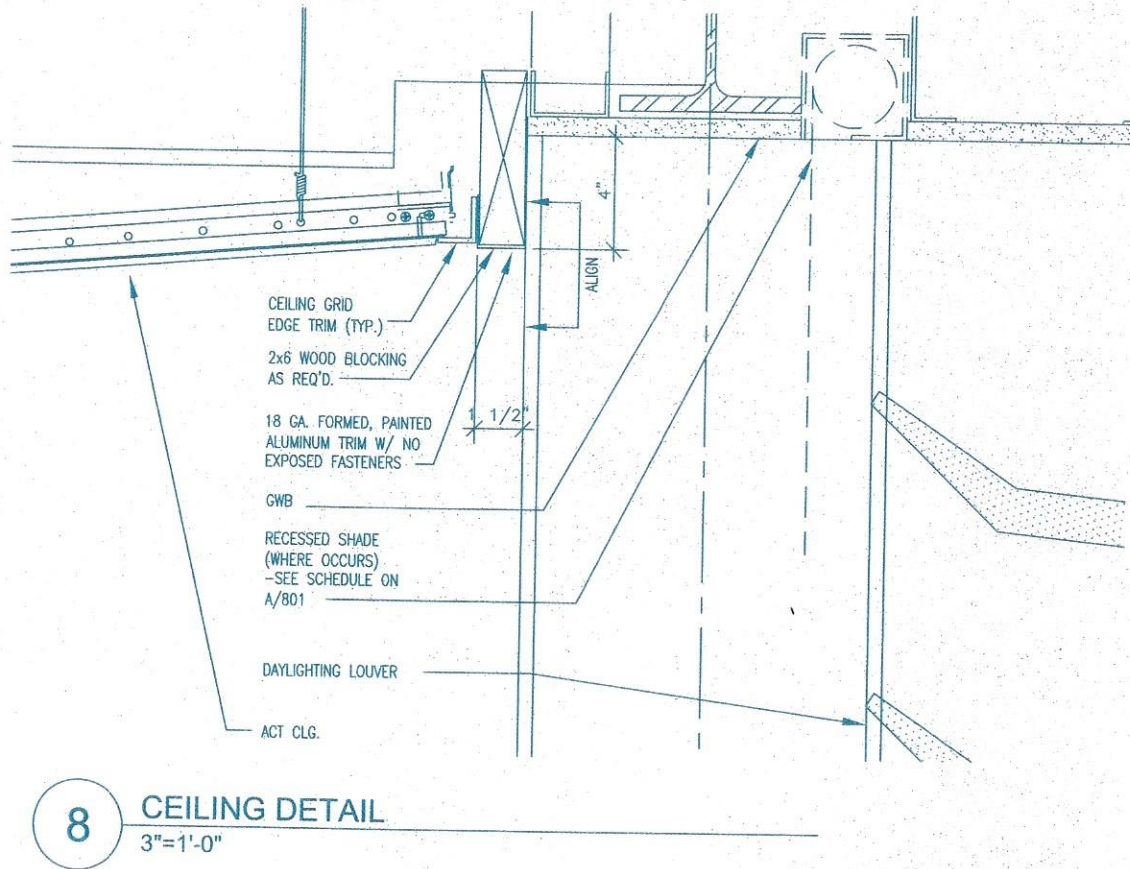 4"
ALIGN
CEILING GRID
EDGE TRIM (TYP.)
2x6 WOOD BLOCKING
AS REQ'D.
1 1/2"
18 GA. FORMED, PAINTED
ALUMINUM TRIM W/ NO
EXPOSED FASTENERS
GWB
RECESSED SHADE
(WHERE OCCURS)
-SEE SCHEDULE ON
A/801
DAYLIGHTING LOUVER
ACT CLG.
8
CEILING DETAIL
3"=1'-0"